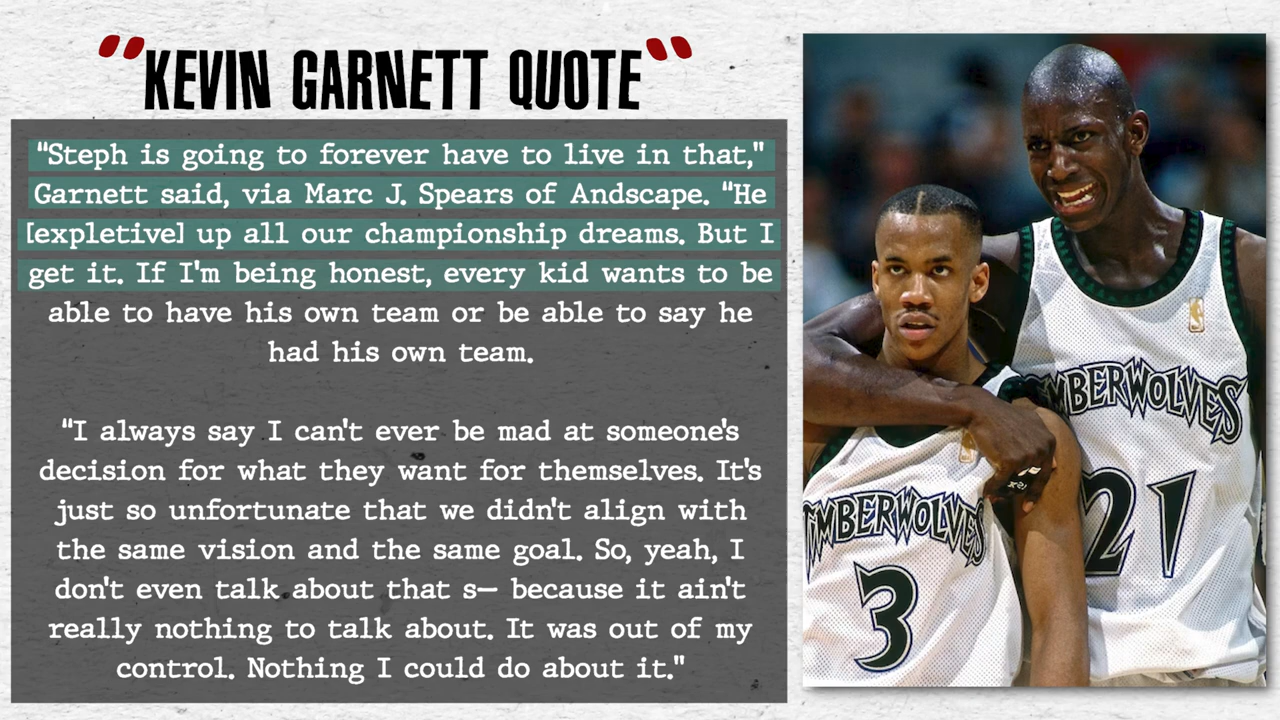 "KEVIN GARNETT QUOTE"
"Steph is going to forever have to live in that,"
Garnett said, via Marc J. Spears of Andscape. "He
[expletive] up all our championship dreams. But I
get it. If I'm being honest, every kid wants to be
able to have his own team or be able to say he
had his own team.
"I always say I can't ever be mad at someone's
decision for what they want for themselves. It's
just so unfortunate that we didn't align with
the same vision and the same goal. So, yeah, I
don't even talk about that s— because it ain't
really nothing to talk about. It was out of my
control. Nothing I could do about it."
TIMBERWOLVES
3
MBERWOLVES
21